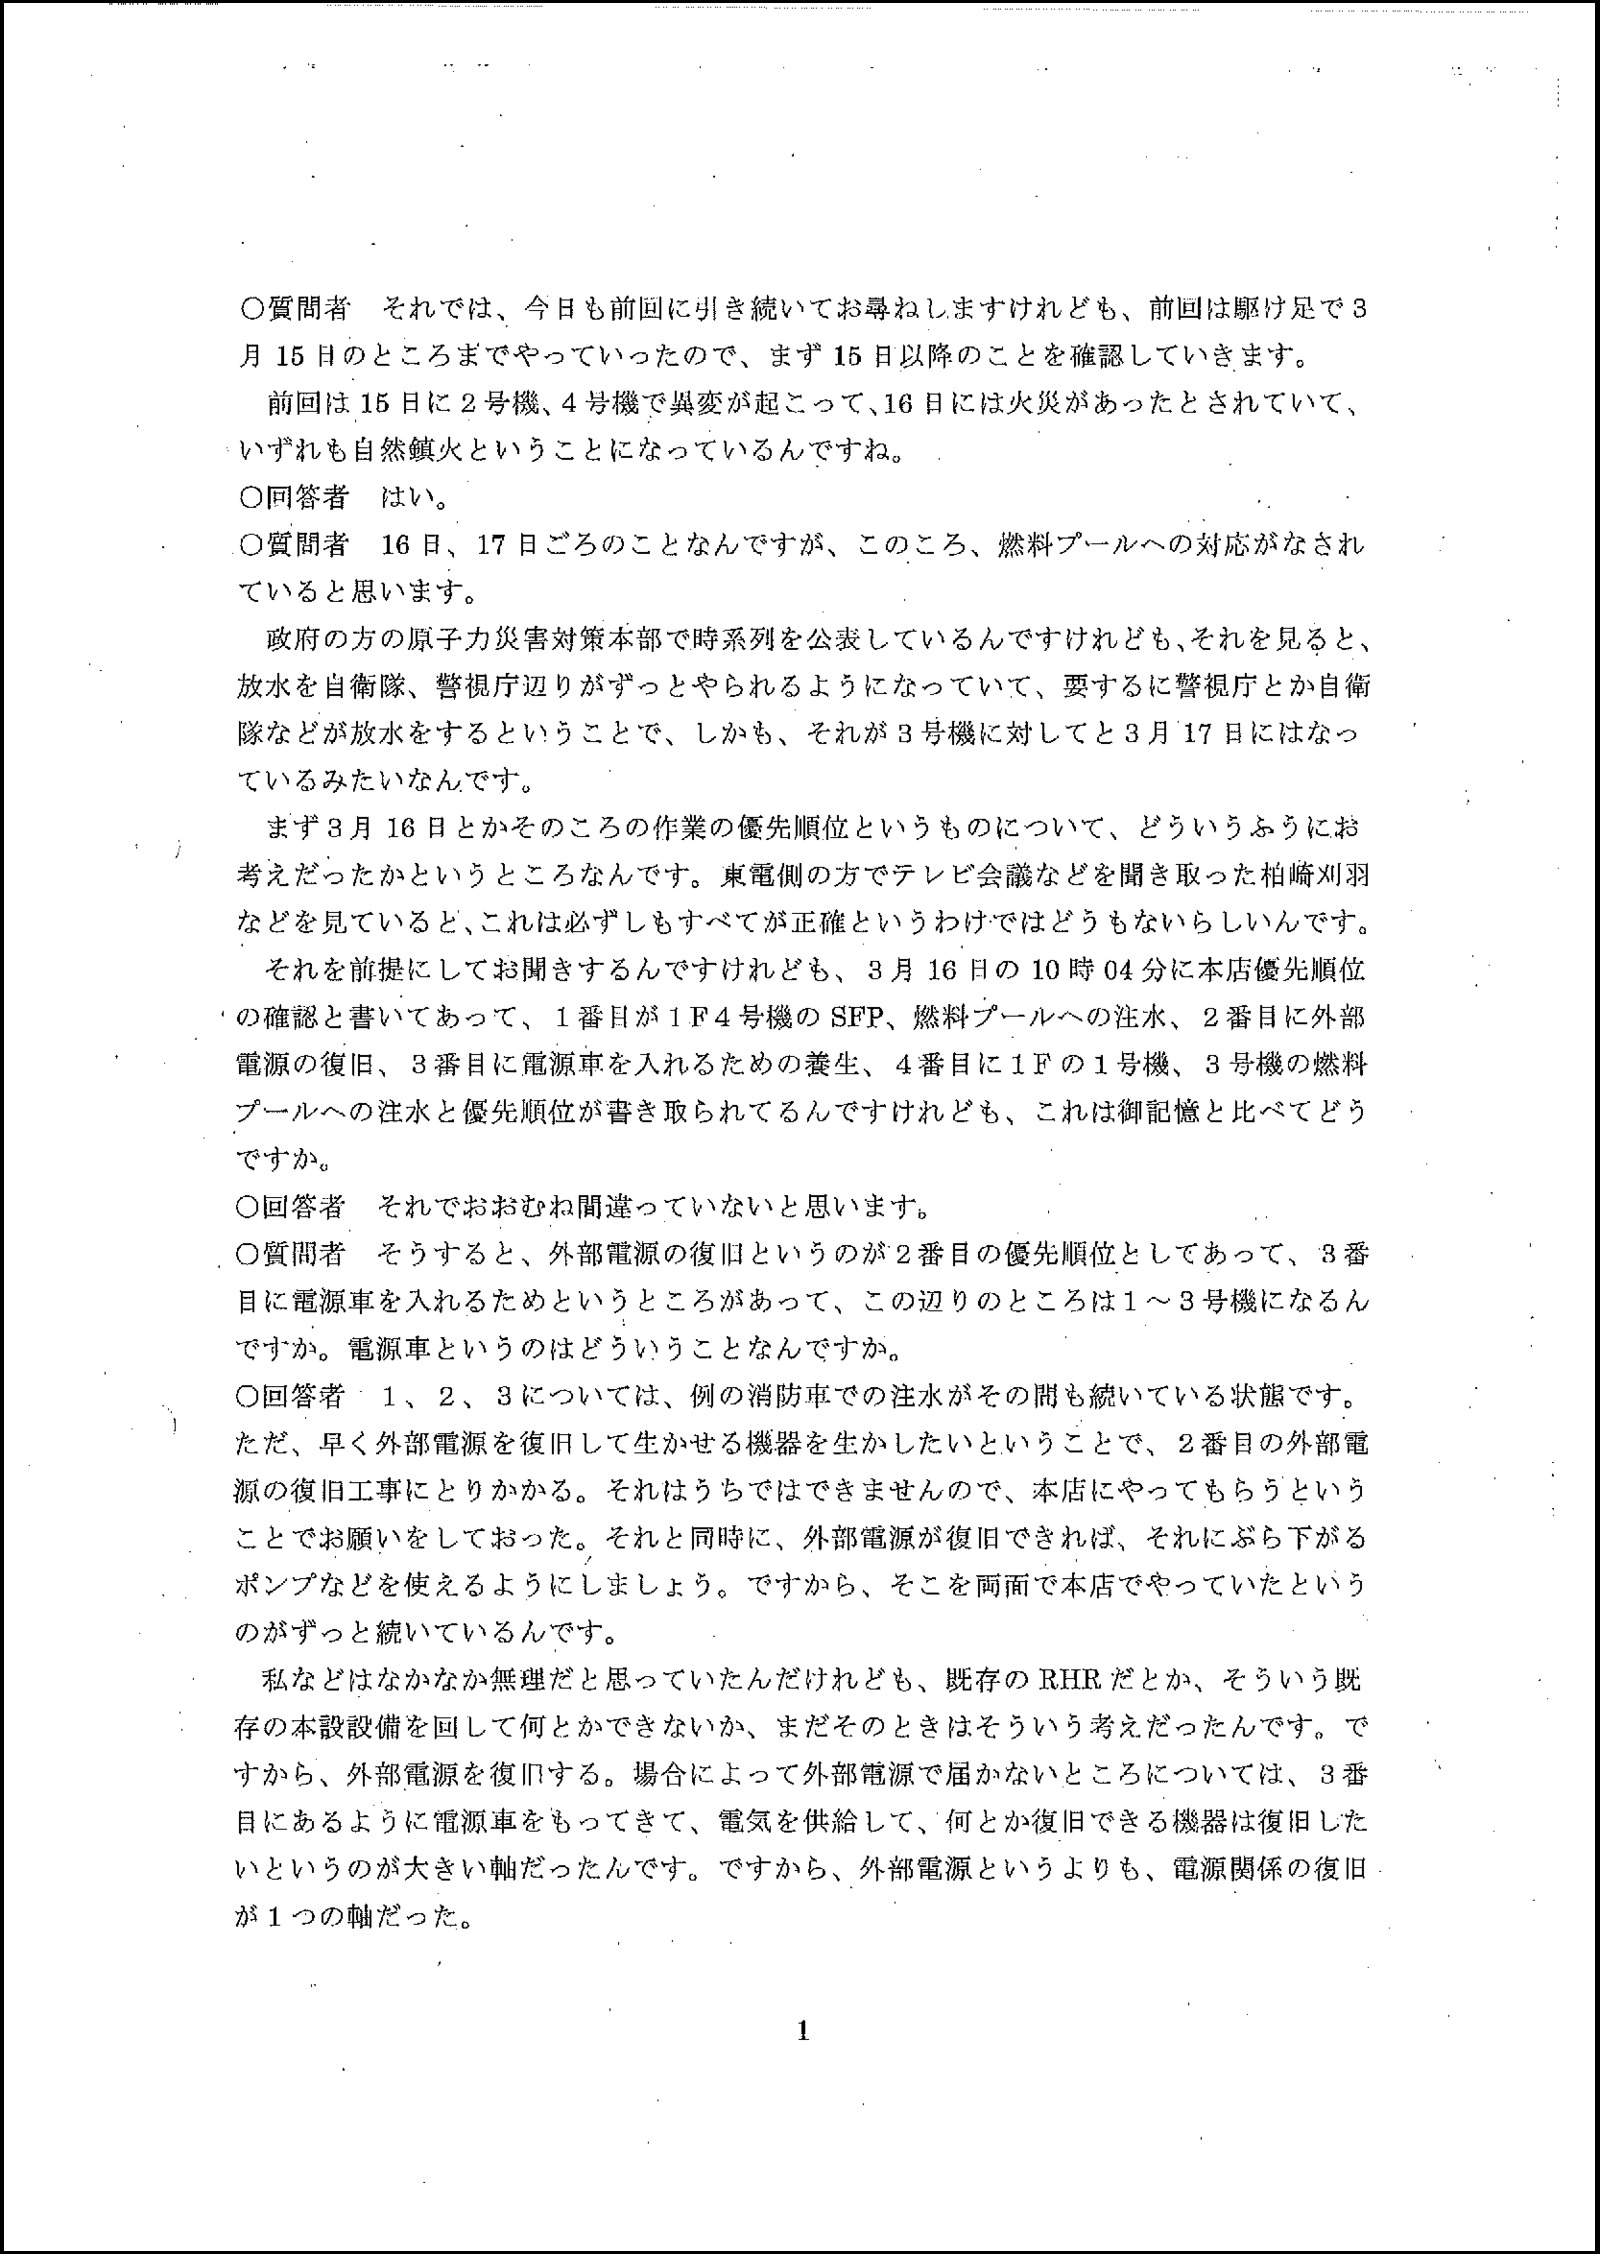 ○質問者　それでは、今日も前回に引き続いてお尋ねしますけれども、前回は駆け足で３
月 15 日のところまでやっていったので、まず 15 日以降のことを確認していきます。
　前回は 15 日に２号機、４号機で異変が起こって、16 日には火災があったとされていて、
いずれも自然鎮火ということになっているんですね。
○回答者　はい。
○質問者　16 日、17 日ごろのことなんですが、このころ、燃料プールへの対応がなされ
ていると思います。
　政府の方の原子力災害対策本部で時系列を公表しているんですけれども、それを見ると、
放水を自衛隊、警視庁辺りがずっとやられるようになっていて、要するに警視庁とか自衛
隊などが放水をするということで、しかも、それが３号機に対してと３月 17 日にはなっ
ているみたいなんです。
　まず３月 16 日とかそのころの作業の優先順位というものについて、どういうふうにお
考えだったかというところなんです。東電側の方でテレビ会議などを聞き取った柏崎刈羽
などを見ていると、これは必ずしもすべてが正確というわけではどうもないらしいんです。
　それを前提にしてお聞きするんですけれども、３月 16 日の 10 時 04 分に本店優先順位
の確認と書いてあって、１番目が１Ｆ４号機の SFP、燃料プールへの注水、２番目に外部
電源の復旧、３番目に電源車を入れるための養生、４番目に１Ｆの１号機、３号機の燃料
プールへの注水と優先順位が書き取られてるんですけれども、これは御記憶と比べてどう
ですか。
○回答者　それでおおむね間違っていないと思います。
○質問者　そうすると、外部電源の復旧というのが２番目の優先順位としてあって、３番
目に電源車を入れるためというところがあって、この辺りのところは１～３号機になるん
ですか。電源車というのはどういうことなんですか。
○回答者　１、２、３については、例の消防車での注水がその間も続いている状態です。
ただ、早く外部電源を復旧して生かせる機器を生かしたいということで、２番目の外部電
源の復旧工事にとりかかる。それはうちではできませんので、本店にやってもらうという
ことでお願いをしておった。それと同時に、外部電源が復旧できれば、それにぶら下がる
ポンプなどを使えるようにしましょう。ですから、そこを両面で本店でやっていたという
のがずっと続いているんです。
　私などはなかなか無理だと思っていたんだけれども、既存の RHR だとか、そういう既
存の本設設備を回して何とかできないか、まだそのときはそういう考えだったんです。で
すから、外部電源を復旧する。場合によって外部電源で届かないところについては、３番
目にあるように電源車をもってきて、電気を供給して、何とか復旧できる機器は復旧した
いというのが大きい軸だったんです。ですから、外部電源というよりも、電源関係の復旧
が１つの軸だった。
1